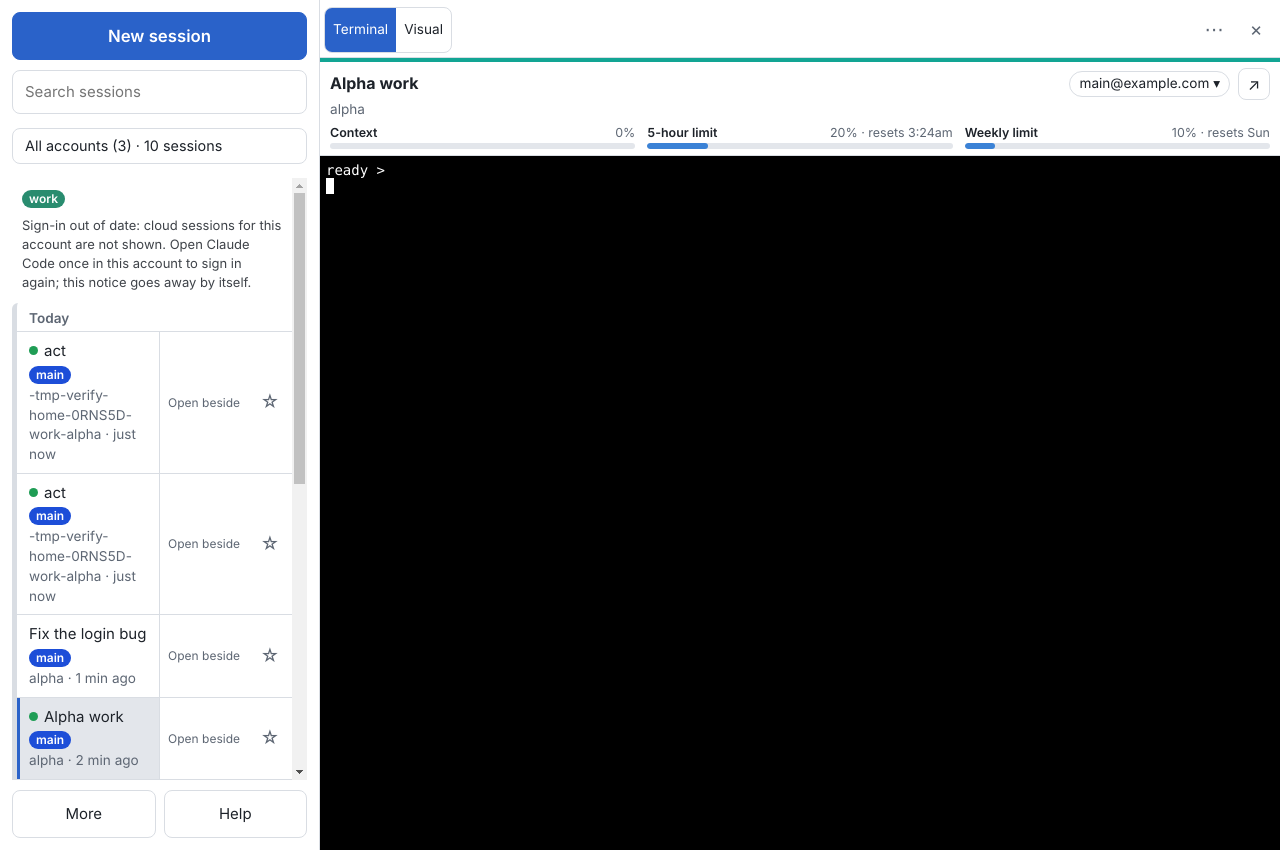 New session
Search sessions
All accounts (3) · 10 sessions
work
Sign-in out of date: cloud sessions for this
account are not shown. Open Claude
Code once in this account to sign in
again; this notice goes away by itself.
Today
act
main
-tmp-verify-
home-0RNS5D-
work-alpha · just
now
Open beside ☆
act
main
-tmp-verify-
home-0RNS5D-
work-alpha · just
now
Open beside ☆
Fix the login bug
main
alpha · 1 min ago
Open beside ☆
Alpha work
main
alpha · 2 min ago
Open beside ☆
More
Help
Terminal Visual
··· ×
Alpha work
main@example.com ▾ ↗
alpha
Context 0%
5-hour limit 20% · resets 3:24am
Weekly limit 10% · resets Sun
ready >